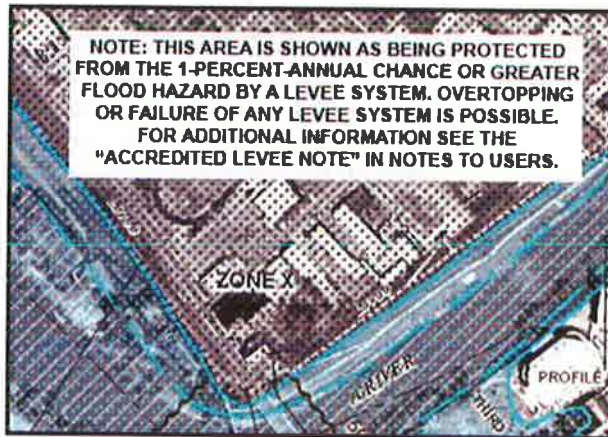 NOTE: THIS AREA IS SHOWN AS BEING PROTECTED
FROM THE 1-PERCENT-ANNUAL CHANCE OR GREATER
FLOOD HAZARD BY A LEVEE SYSTEM. OVERTOPPING
OR FAILURE OF ANY LEVEE SYSTEM IS POSSIBLE.
FOR ADDITIONAL INFORMATION SEE THE
"ACCREDITED LEVEE NOTE" IN NOTES TO USERS.
ZONE X
RIVER
PROFILE
THIRD